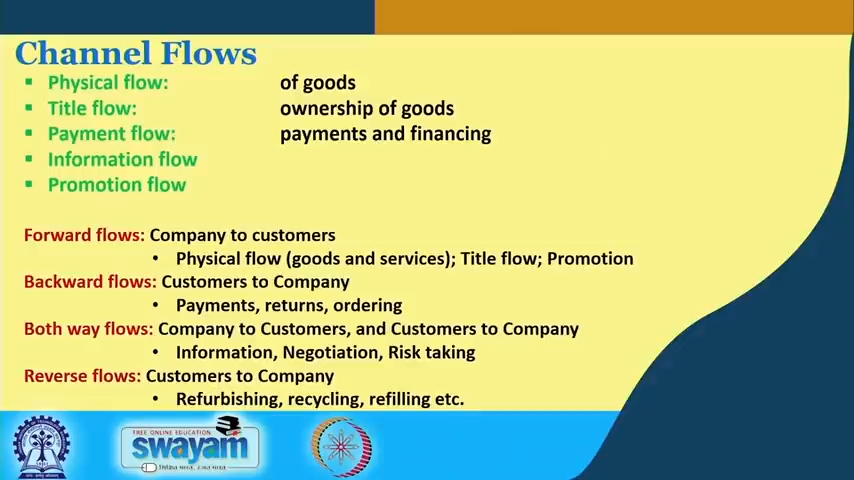 Channel Flows
▪ Physical flow: of goods
▪ Title flow: ownership of goods
▪ Payment flow: payments and financing
▪ Information flow
▪ Promotion flow
Forward flows: Company to customers
• Physical flow (goods and services); Title flow; Promotion
Backward flows: Customers to Company
• Payments, returns, ordering
Both way flows: Company to Customers, and Customers to Company
• Information, Negotiation, Risk taking
Reverse flows: Customers to Company
• Refurbishing, recycling, refilling etc.
FREE ONLINE EDUCATION
swayam